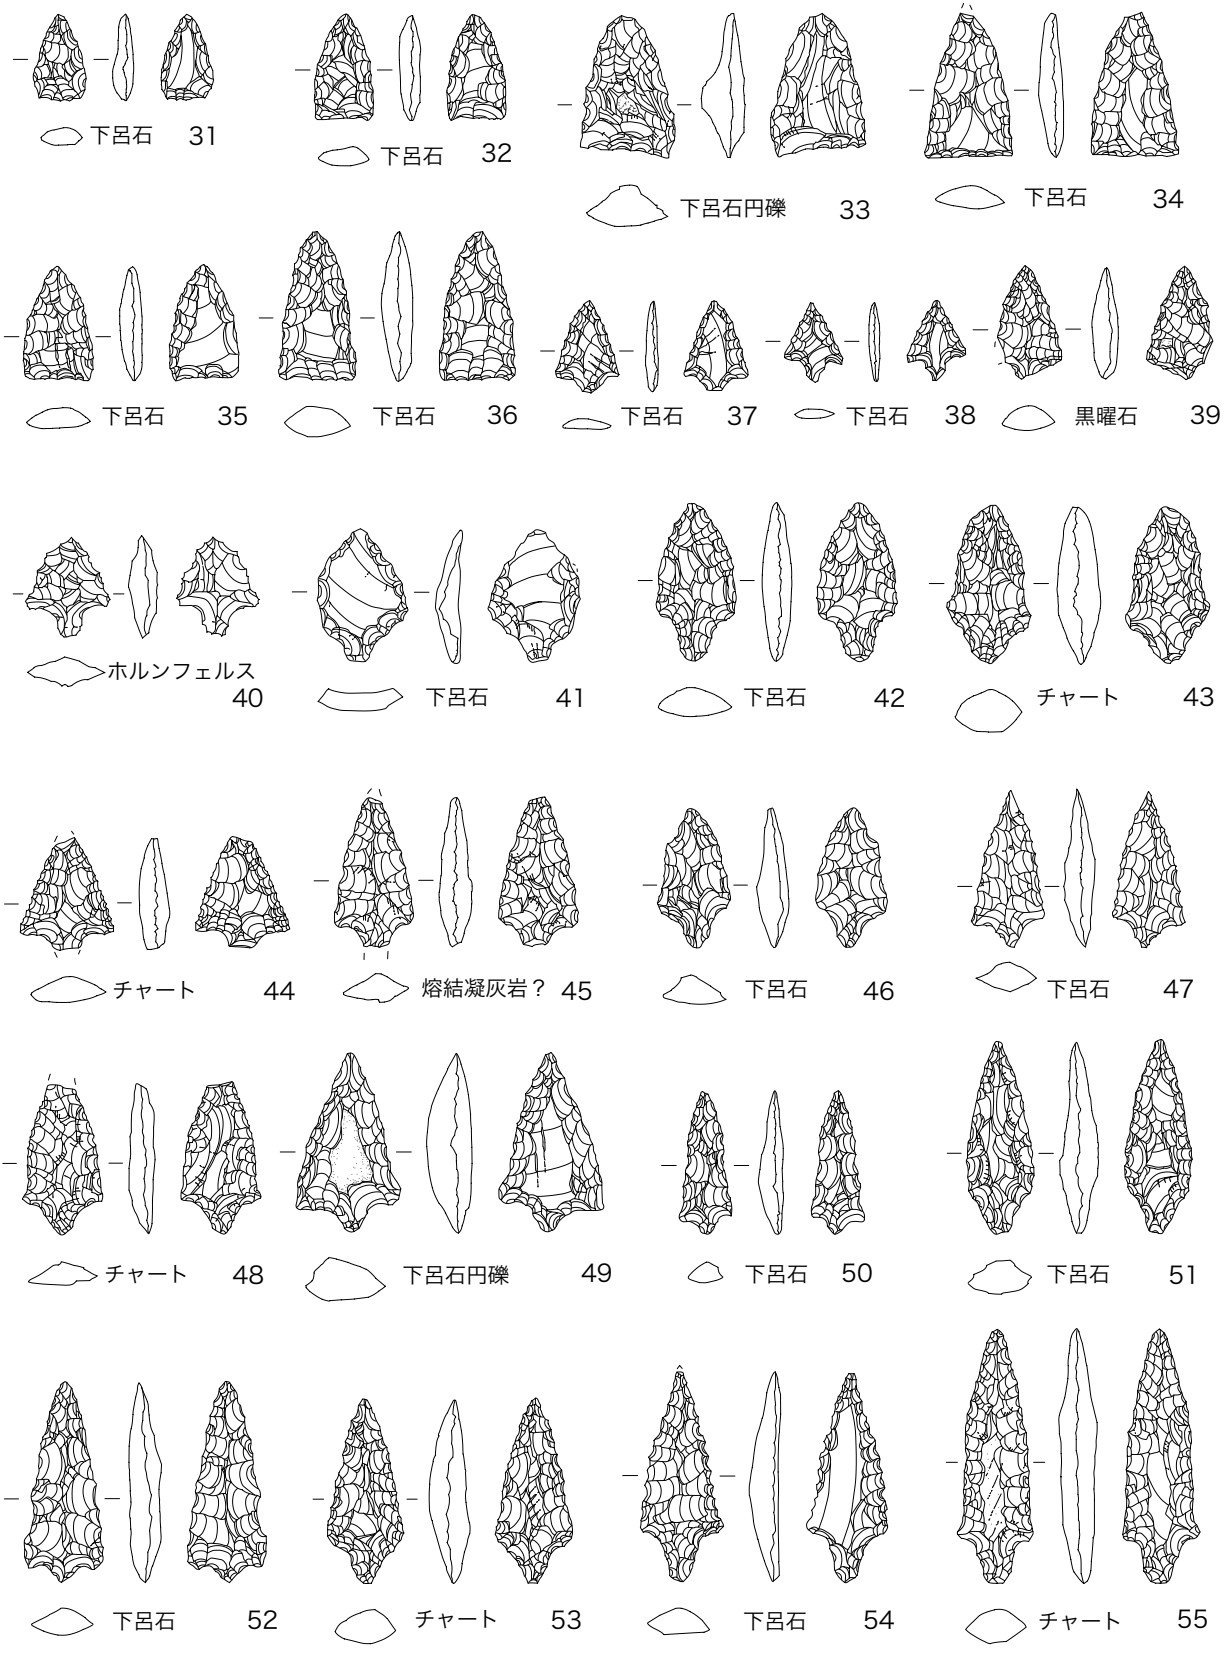 下呂石 31
下呂石 32
下呂石円礫 33
下呂石 34
下呂石 35
下呂石 36
下呂石 37
下呂石 38
黒曜石 39
ホルンフェルス
40
下呂石 41
下呂石 42
チャート 43
チャート 44
熔結凝灰岩？ 45
下呂石 46
下呂石 47
チャート 48
下呂石円礫 49
下呂石 50
下呂石 51
下呂石 52
チャート 53
下呂石 54
チャート 55